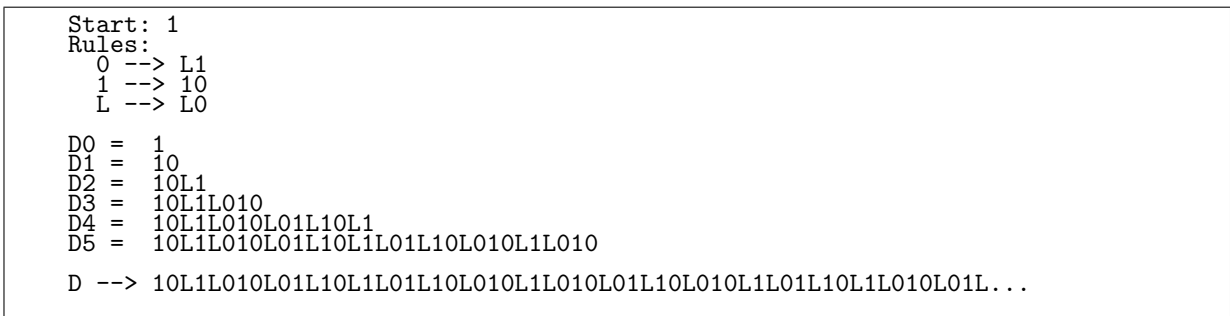 Start: 1
Rules:
0 --> L1
1 --> 10
L --> L0
D0 = 1
D1 = 10
D2 = 10L1
D3 = 10L1L010
D4 = 10L1L010L01L10L1
D5 = 10L1L010L01L10L1L01L10L010L1L010
D --> 10L1L010L01L10L1L01L10L010L1L010L01L10L010L1L01L10L1L010L01L...